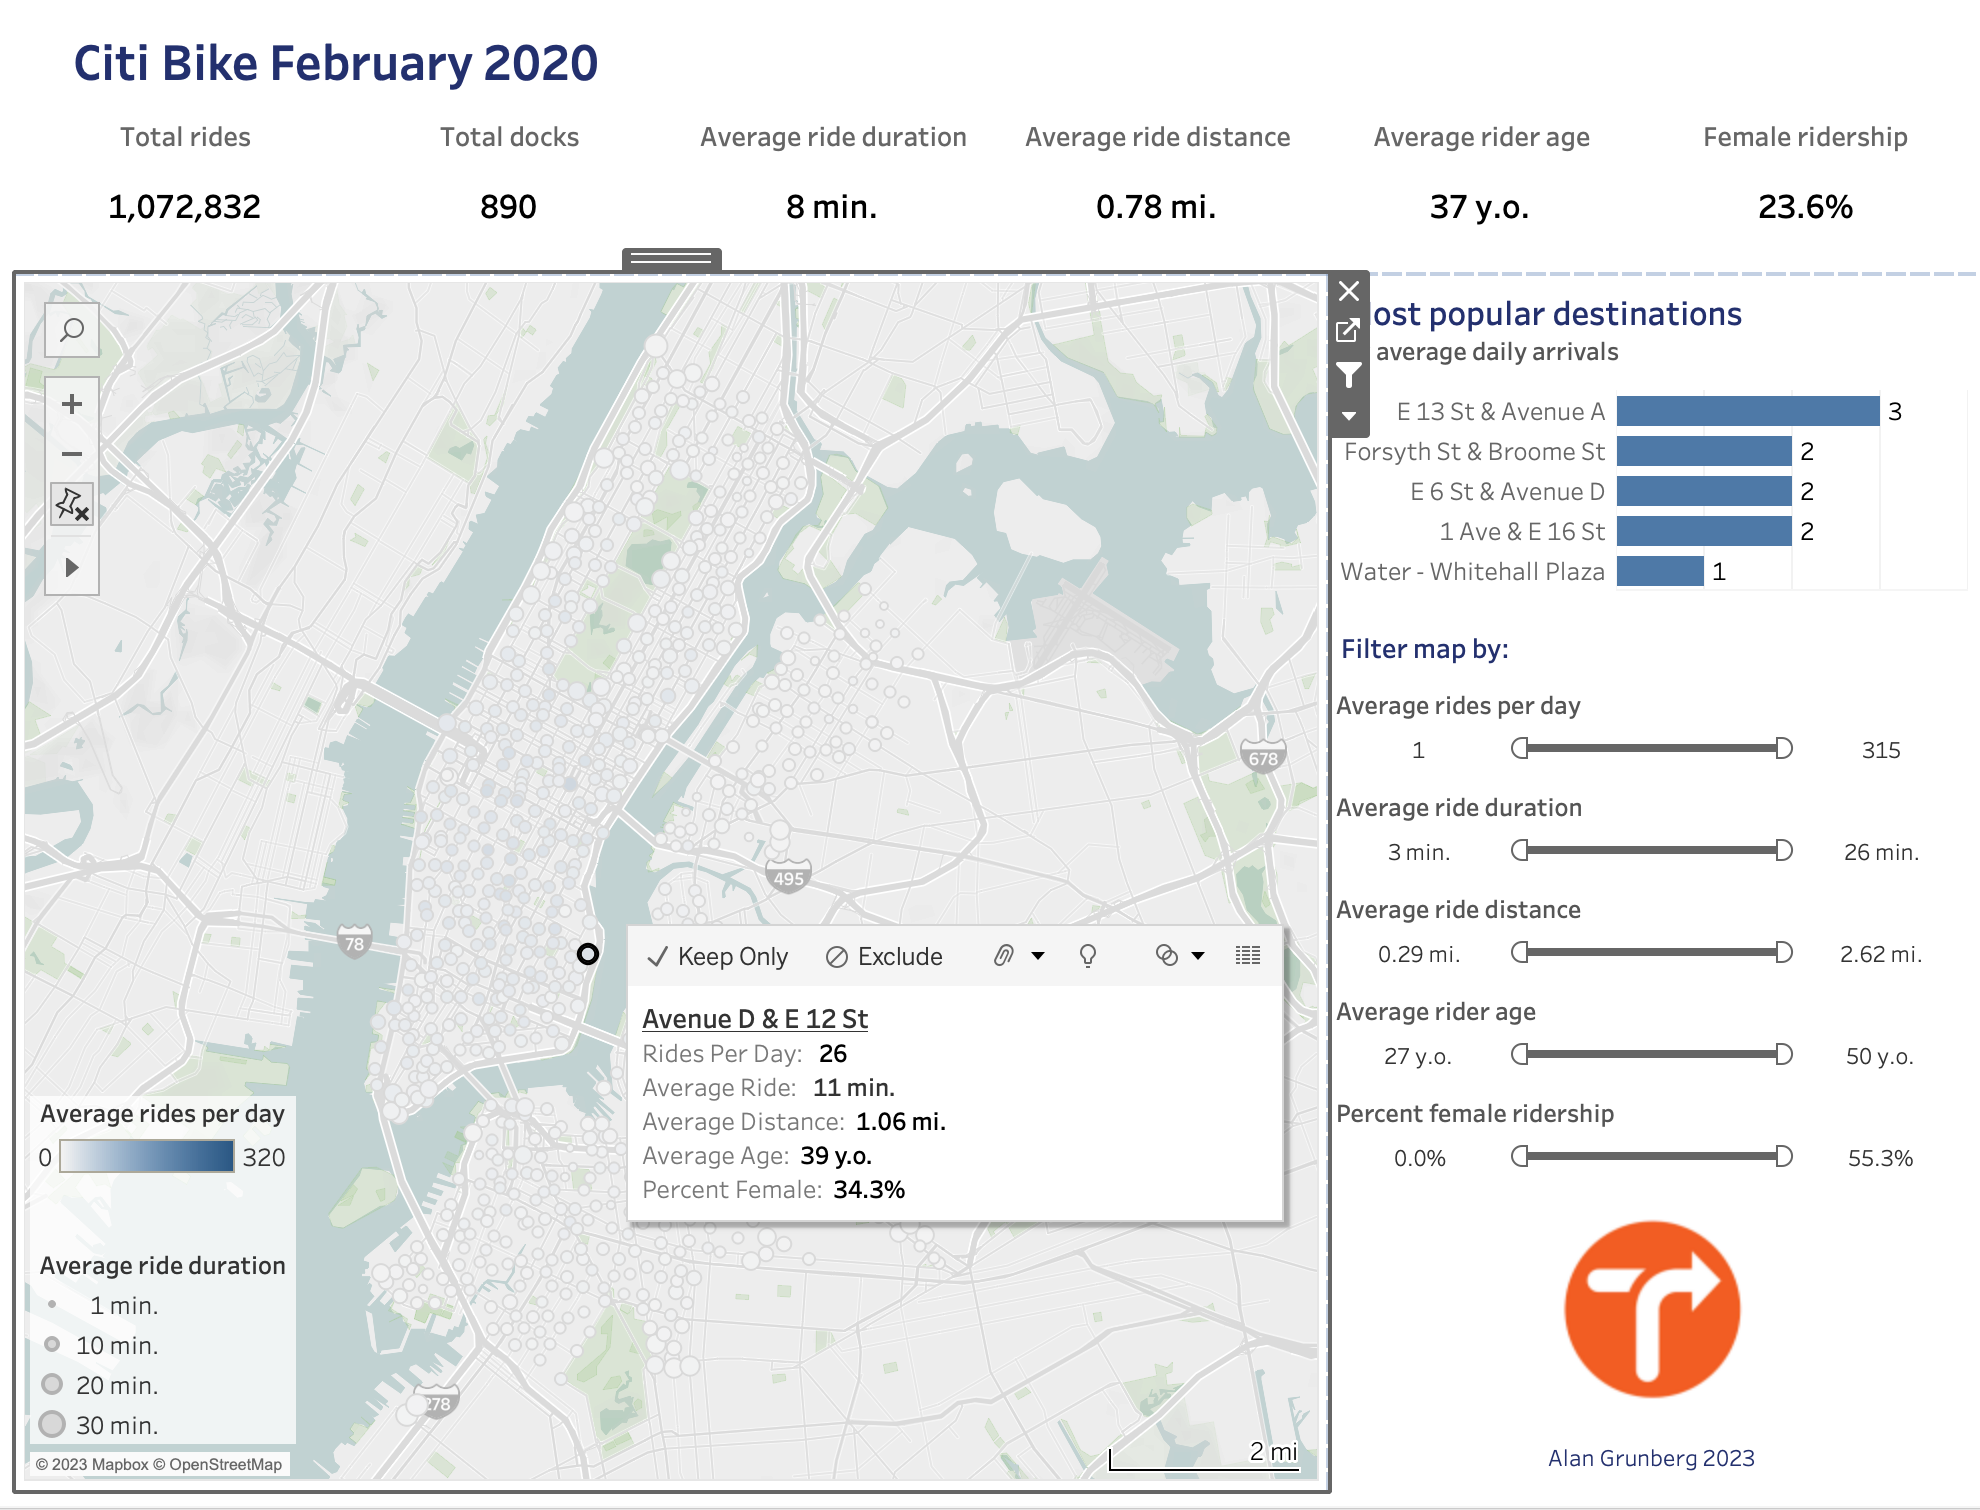 Citi Bike February 2020
Total rides
Total docks
Average ride duration
Average ride distance
Average rider age
Female ridership
1,072,832
890
8 min.
0.78 mi.
37 y.o.
23.6%
ost popular destinations
average daily arrivals
E 13 St & Avenue A 3
Forsyth St & Broome St 2
E 6 St & Avenue D 2
1 Ave & E 16 St 2
Water - Whitehall Plaza 1
Filter map by:
Average rides per day
1 315
Average ride duration
3 min. 26 min.
Average ride distance
0.29 mi. 2.62 mi.
Average rider age
27 y.o. 50 y.o.
Percent female ridership
0.0% 55.3%
Alan Grunberg 2023
678
495
78
278
Keep Only Exclude
Avenue D & E 12 St
Rides Per Day: 26
Average Ride: 11 min.
Average Distance: 1.06 mi.
Average Age: 39 y.o.
Percent Female: 34.3%
Average rides per day
0 320
Average ride duration
1 min.
10 min.
20 min.
30 min.
© 2023 Mapbox © OpenStreetMap
2 mi